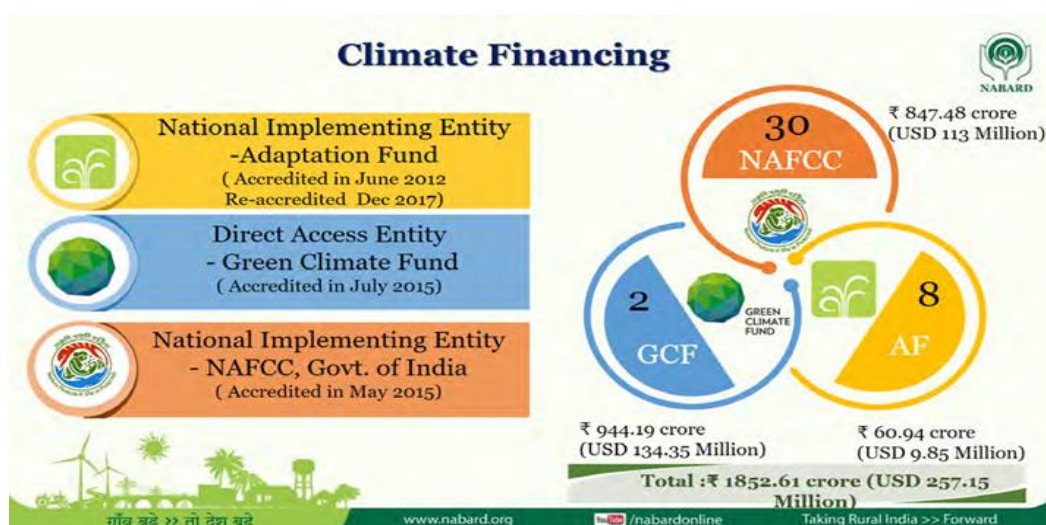 Climate Financing
NABARD
National Implementing Entity
-Adaptation Fund
( Accredited in June 2012
Re-accredited Dec 2017)
Direct Access Entity
- Green Climate Fund
( Accredited in July 2015)
National Implementing Entity
- NAFCC, Govt. of India
( Accredited in May 2015)
30
NAFCC
₹ 847.48 crore
(USD 113 Million)
2
GCF
GREEN
CLIMATE
FUND
af
8
AF
₹ 944.19 crore
(USD 134.35 Million)
₹ 60.94 crore
(USD 9.85 Million)
Total :₹ 1852.61 crore (USD 257.15
Million)
गाँव बढ़े >> तो देश बढ़े
www.nabard.org
YouTube /nabardonline
Taking Rural India >> Forward